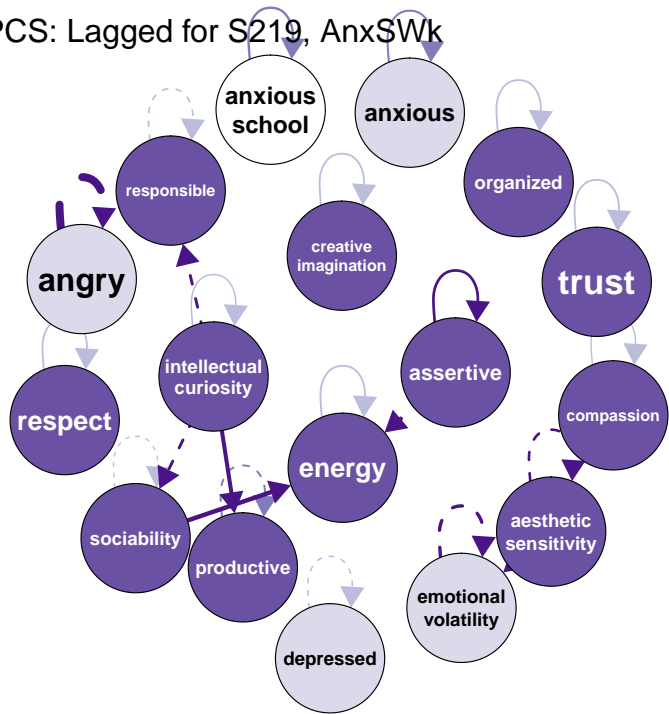 PCS: Lagged for S219, AnxSWk
anxious
school
anxious
responsible
organized
creative
imagination
angry
trust
intellectual
curiosity
assertive
respect
compassion
energy
sociability
productive
aesthetic
sensitivity
emotional
volatility
depressed